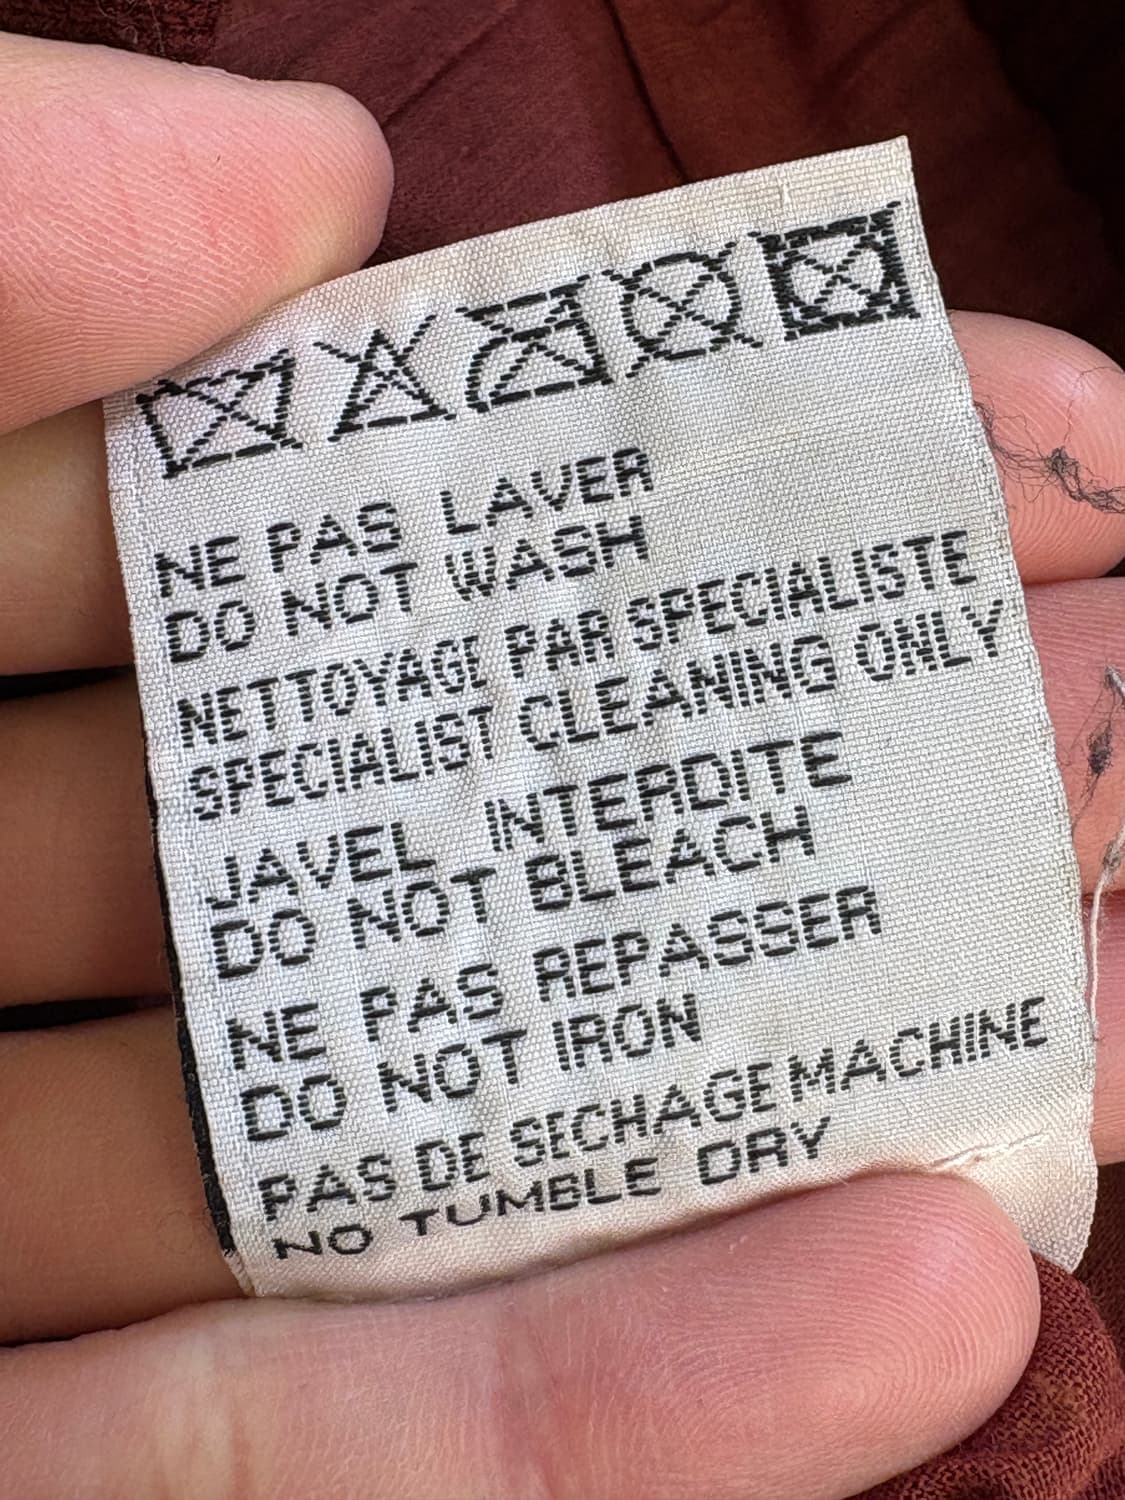 NE PAS LAVER
DO NOT WASH
NETTOYAGE PAR SPECIALISTE
SPECIALIST CLEANING ONLY
JAVEL INTERDITE
DO NOT BLEACH
NE PAS REPASSER
DO NOT IRON
PAS DE SECHAGE MACHINE
NO TUMBLE DRY